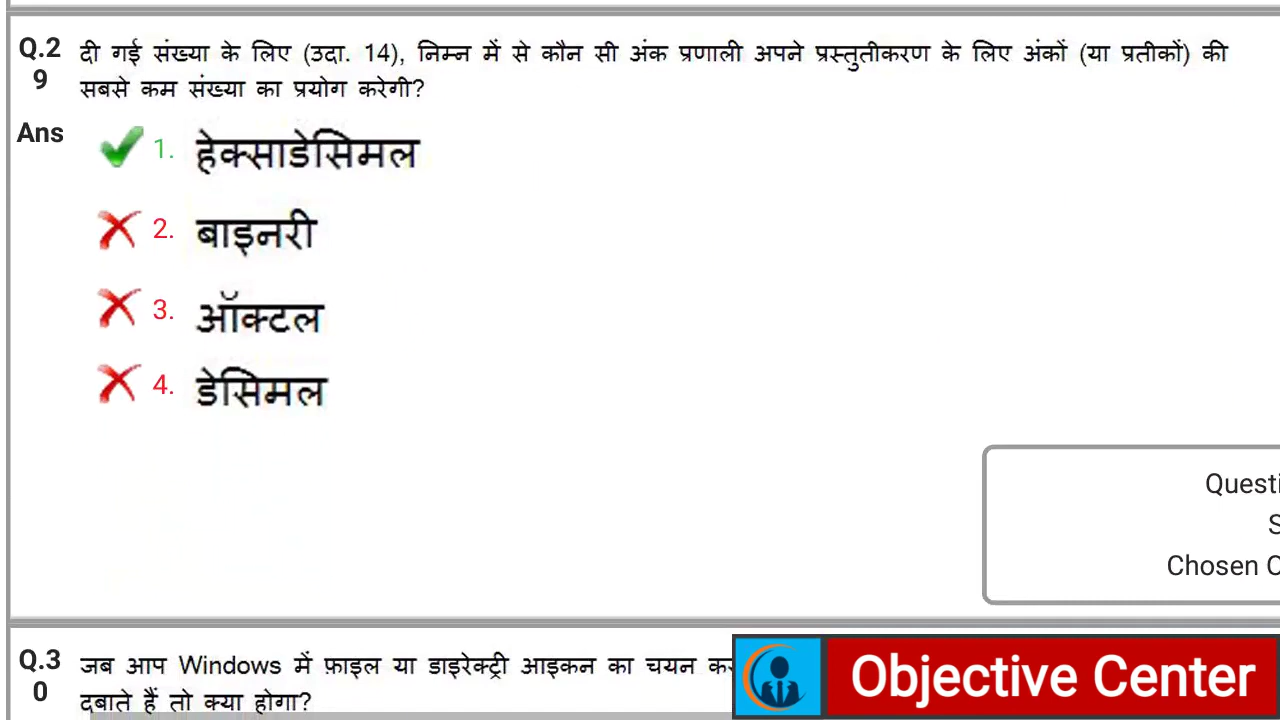 Q.2 दी गई संख्या के लिए (उदा. 14), निम्न में से कौन सी अंक प्रणाली अपने प्रस्तुतीकरण के लिए अंकों (या प्रतीकों) की
9 सबसे कम संख्या का प्रयोग करेगी?
Ans 1. हेक्साडेसिमल
2. बाइनरी
3. ऑक्टल
4. डेसिमल
Questi
S
Chosen O
Q.3 जब आप Windows में फ़ाइल या डाइरेक्ट्री आइकन का चयन कर
0 दबाते हैं तो क्या होगा?
Objective Center